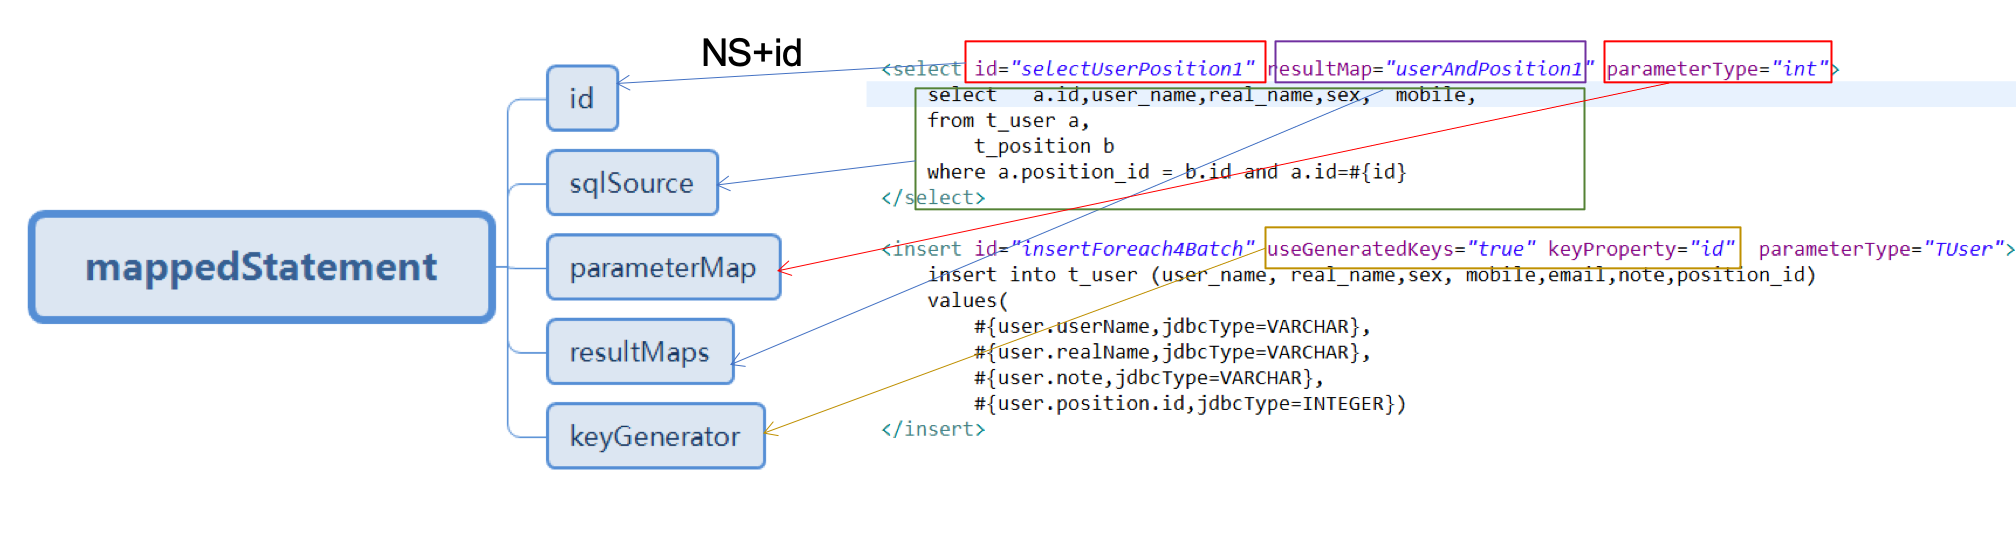 NS+id
mappedStatement
id
sqlSource
parameterMap
resultMaps
keyGenerator
<select id="selectUserPosition1" resultMap="userAndPosition1" parameterType="int">
select   a.id,user_name,real_name,sex,  mobile,
from t_user a,
t_position b
where a.position_id = b.id and a.id=#{id}
</select>
<insert id="insertForeach4Batch" useGeneratedKeys="true" keyProperty="id"  parameterType="TUser">
insert into t_user (user_name, real_name,sex, mobile,email,note,position_id)
values(
#{user.userName,jdbcType=VARCHAR},
#{user.realName,jdbcType=VARCHAR},
#{user.note,jdbcType=VARCHAR},
#{user.position.id,jdbcType=INTEGER})
</insert>